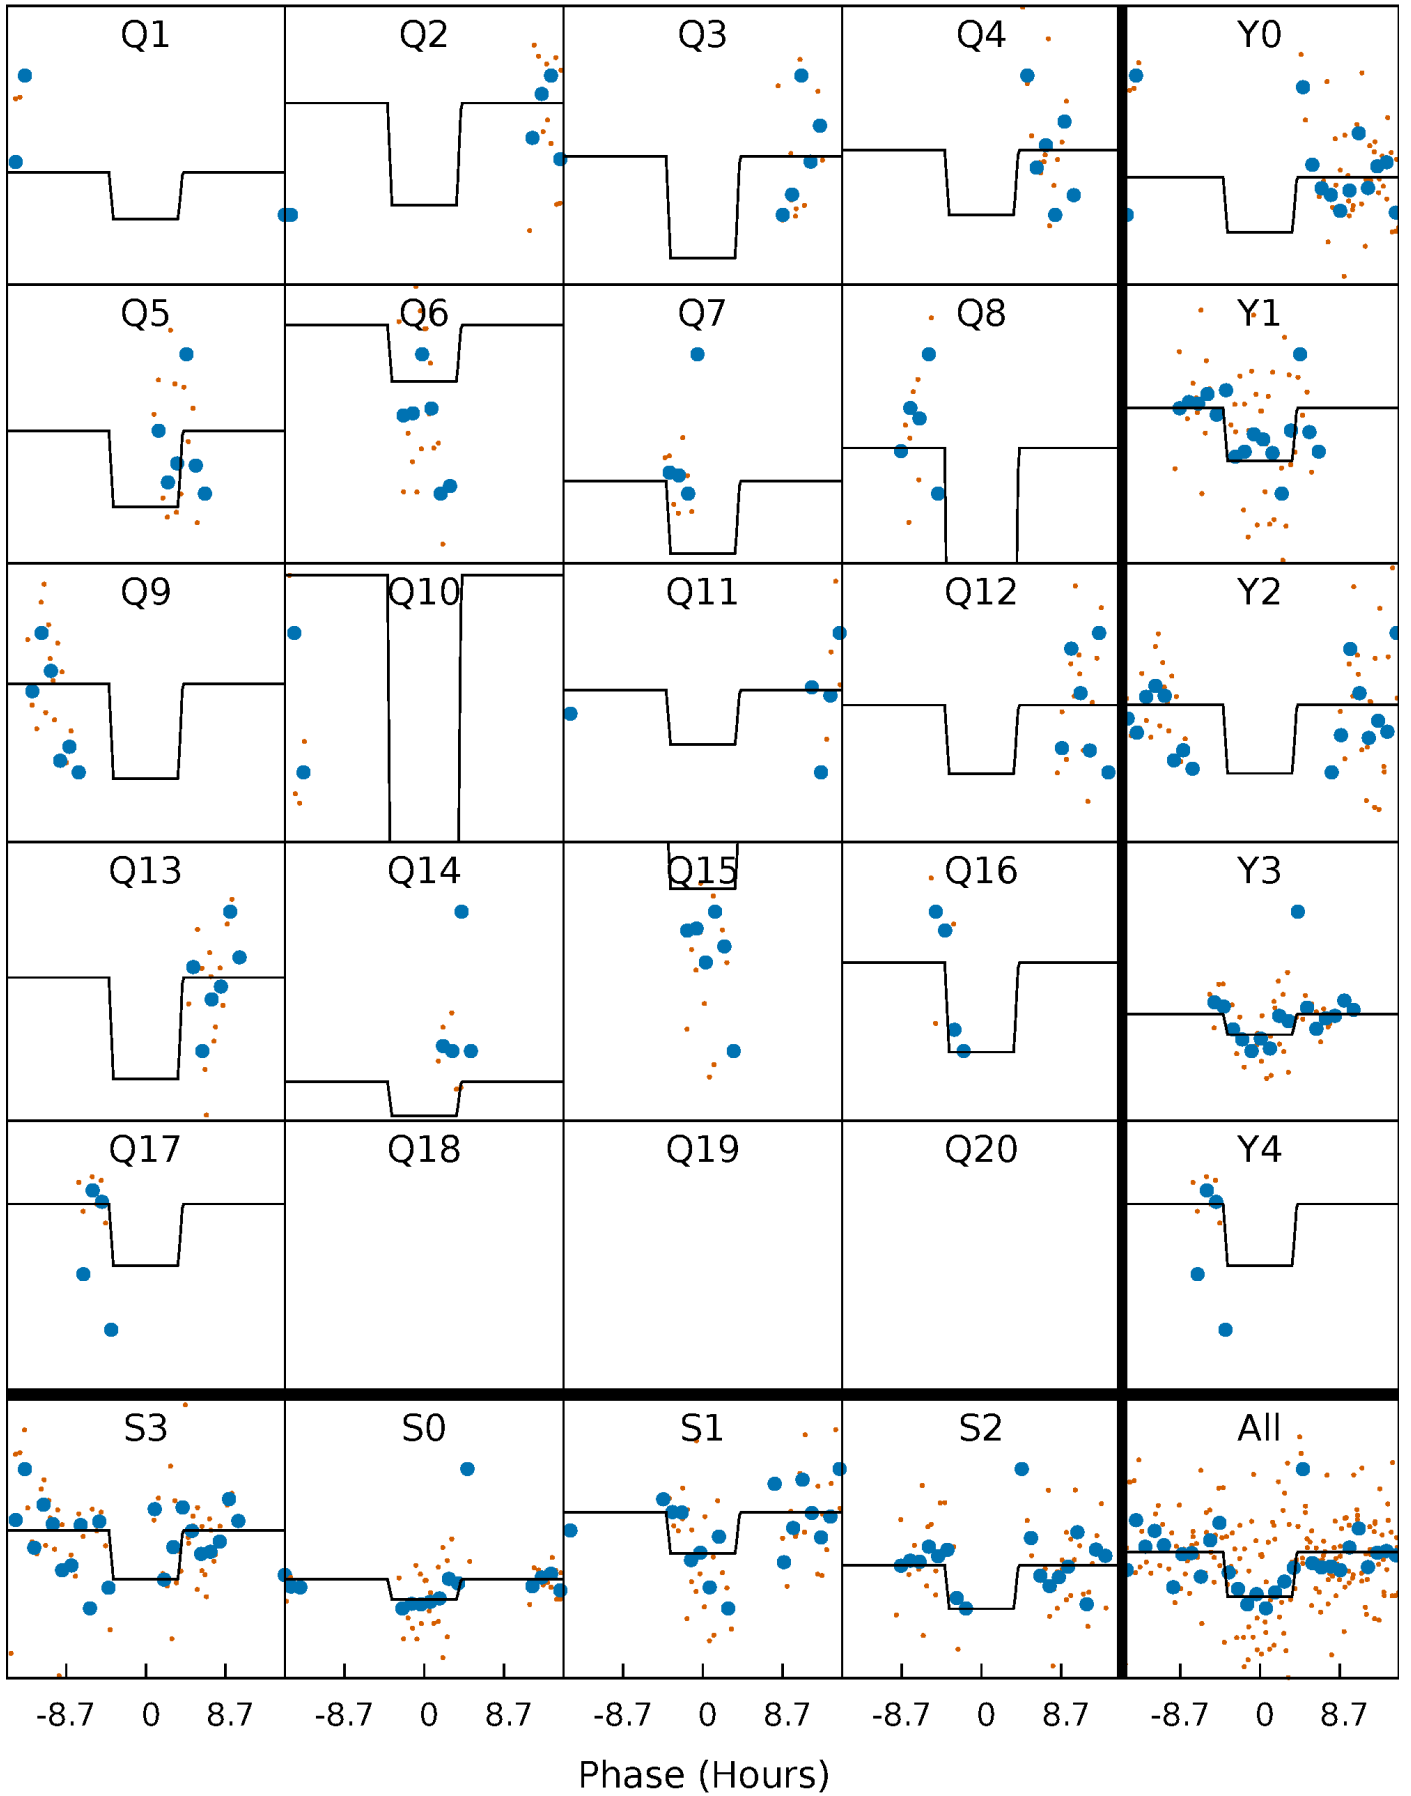 Q1 Q2 Q3 Q4 Y0
Q5 Q6 Q7 Q8 Y1
Q9 Q10 Q11 Q12 Y2
Q13 Q14 Q15 Q16 Y3
Q17 Q18 Q19 Q20 Y4
S3 S0 S1 S2 All
-8.7 0 8.7 -8.7 0 8.7 -8.7 0 8.7 -8.7 0 8.7 -8.7 0 8.7
Phase (Hours)